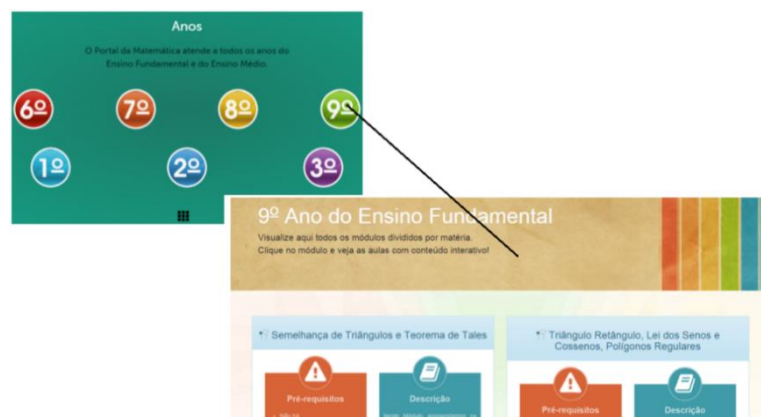 Anos
O Portal da Matemática atende a todos os anos do
Ensino Fundamental e do Ensino Médio.
6º 7º 8º 9º
1º 2º 3º
9º Ano do Ensino Fundamental
Visualize aqui todos os módulos divididos por matéria.
Clique no módulo e veja as aulas com conteúdo interativo!
Semelhança de Triângulos e Teorema de Tales
Pré-requisitos
Descrição
Triângulo Retângulo, Lei dos Senos e
Cossenos, Polígonos Regulares
Pré-requisitos
Descrição